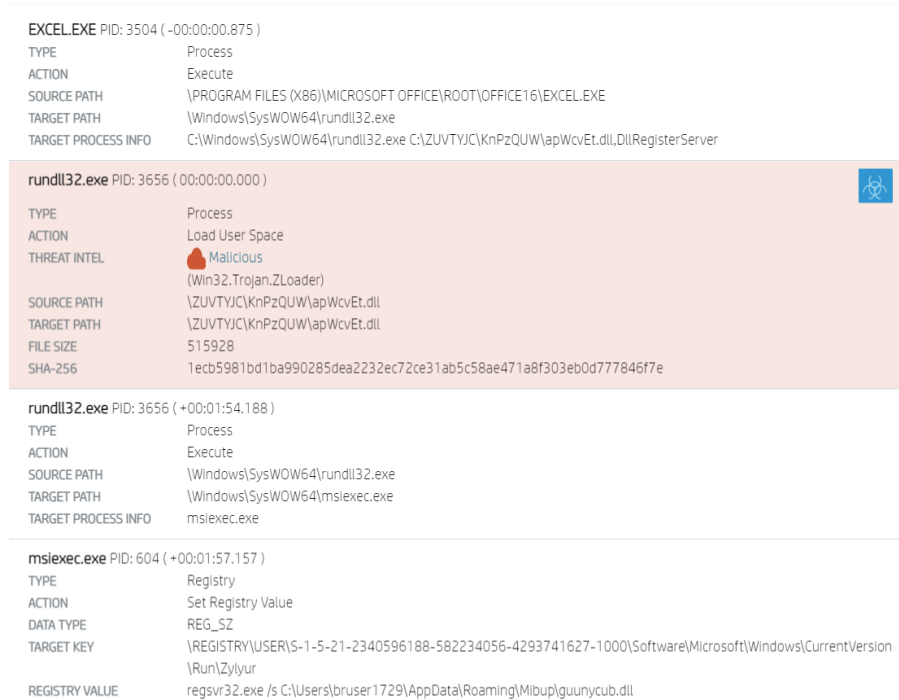 EXCEL.EXE PID: 3504 ( -00:00:00.875 )
TYPE Process
ACTION Execute
SOURCE PATH \PROGRAM FILES (X86)\MICROSOFT OFFICE\ROOT\OFFICE16\EXCEL.EXE
TARGET PATH \Windows\SysWOW64\rundll32.exe
TARGET PROCESS INFO C:\Windows\SysWOW64\rundll32.exe C:\ZUVTYJC\KnPzQUW\apWcvEt.dll,DllRegisterServer
rundll32.exe PID: 3656 ( 00:00:00.000 )
TYPE Process
ACTION Load User Space
THREAT INTEL Malicious
(Win32.Trojan.ZLoader)
SOURCE PATH \ZUVTYJC\KnPzQUW\apWcvEt.dll
TARGET PATH \ZUVTYJC\KnPzQUW\apWcvEt.dll
FILE SIZE 515928
SHA-256 1ecb5981bd1ba990285dea2232ec72ce31ab5c58ae471a8f303eb0d777846f7e
rundll32.exe PID: 3656 ( +00:01:54.188 )
TYPE Process
ACTION Execute
SOURCE PATH \Windows\SysWOW64\rundll32.exe
TARGET PATH \Windows\SysWOW64\msiexec.exe
TARGET PROCESS INFO msiexec.exe
msiexec.exe PID: 604 ( +00:01:57.157 )
TYPE Registry
ACTION Set Registry Value
DATA TYPE REG_SZ
TARGET KEY \REGISTRY\USER\S-1-5-21-2340596188-582234056-4293741627-1000\Software\Microsoft\Windows\CurrentVersion
\Run\Zylyur
REGISTRY VALUE regsvr32.exe /s C:\Users\bruser1729\AppData\Roaming\Mibup\guunycub.dll